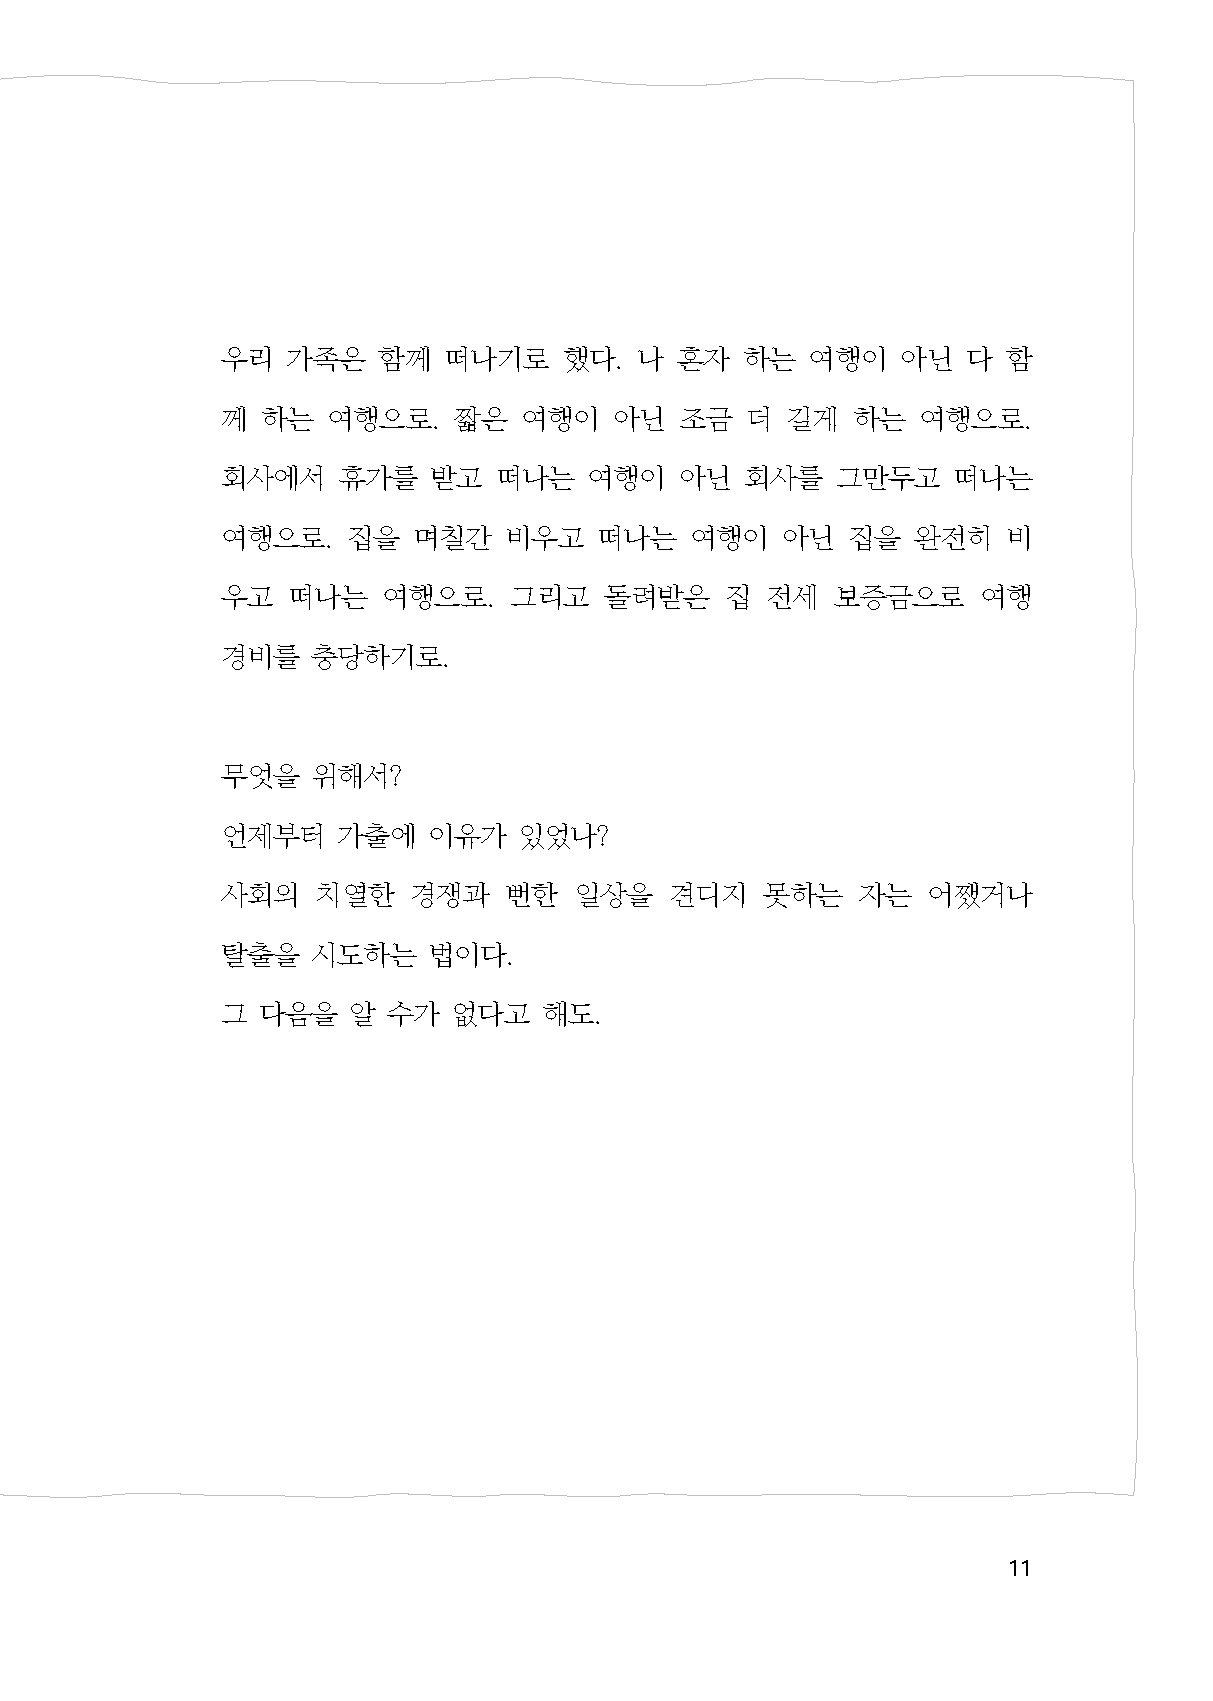 우리 가족은 함께 떠나기로 했다. 나 혼자 하는 여행이 아닌 다 함
께 하는 여행으로. 짧은 여행이 아닌 조금 더 길게 하는 여행으로.
회사에서 휴가를 받고 떠나는 여행이 아닌 회사를 그만두고 떠나는
여행으로. 집을 며칠간 비우고 떠나는 여행이 아닌 집을 완전히 비
우고 떠나는 여행으로. 그리고 돌려받은 집 전세 보증금으로 여행
경비를 충당하기로.
무엇을 위해서?
언제부터 가출에 이유가 있었나?
사회의 치열한 경쟁과 뻔한 일상을 견디지 못하는 자는 어쨌거나
탈출을 시도하는 법이다.
그 다음을 알 수가 없다고 해도.
11